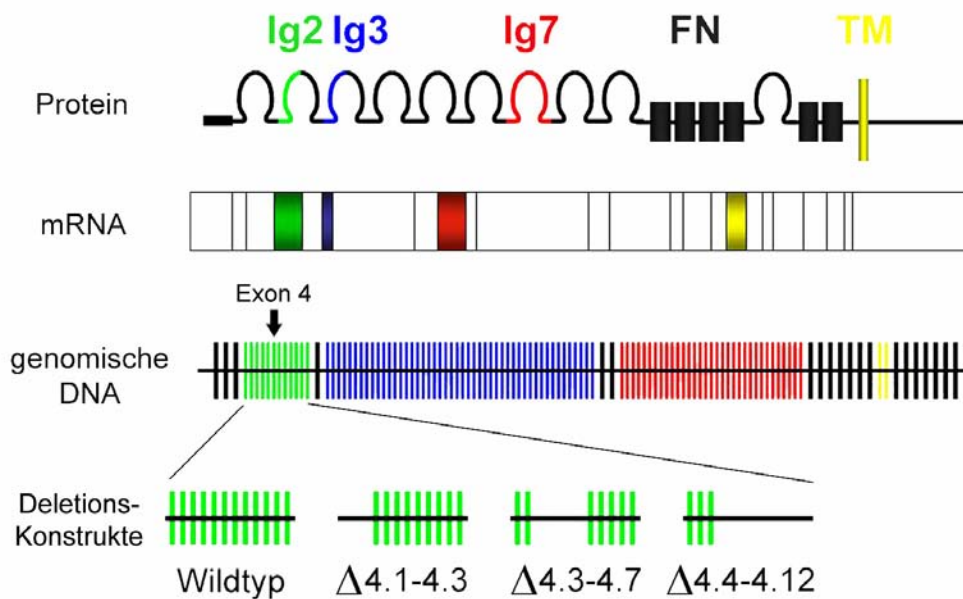 Ig2 Ig3 Ig7 FN TM
Protein
mRNA
Exon 4
genomische
DNA
Deletions-
Konstrukte
Wildtyp Δ4.1-4.3 Δ4.3-4.7 Δ4.4-4.12